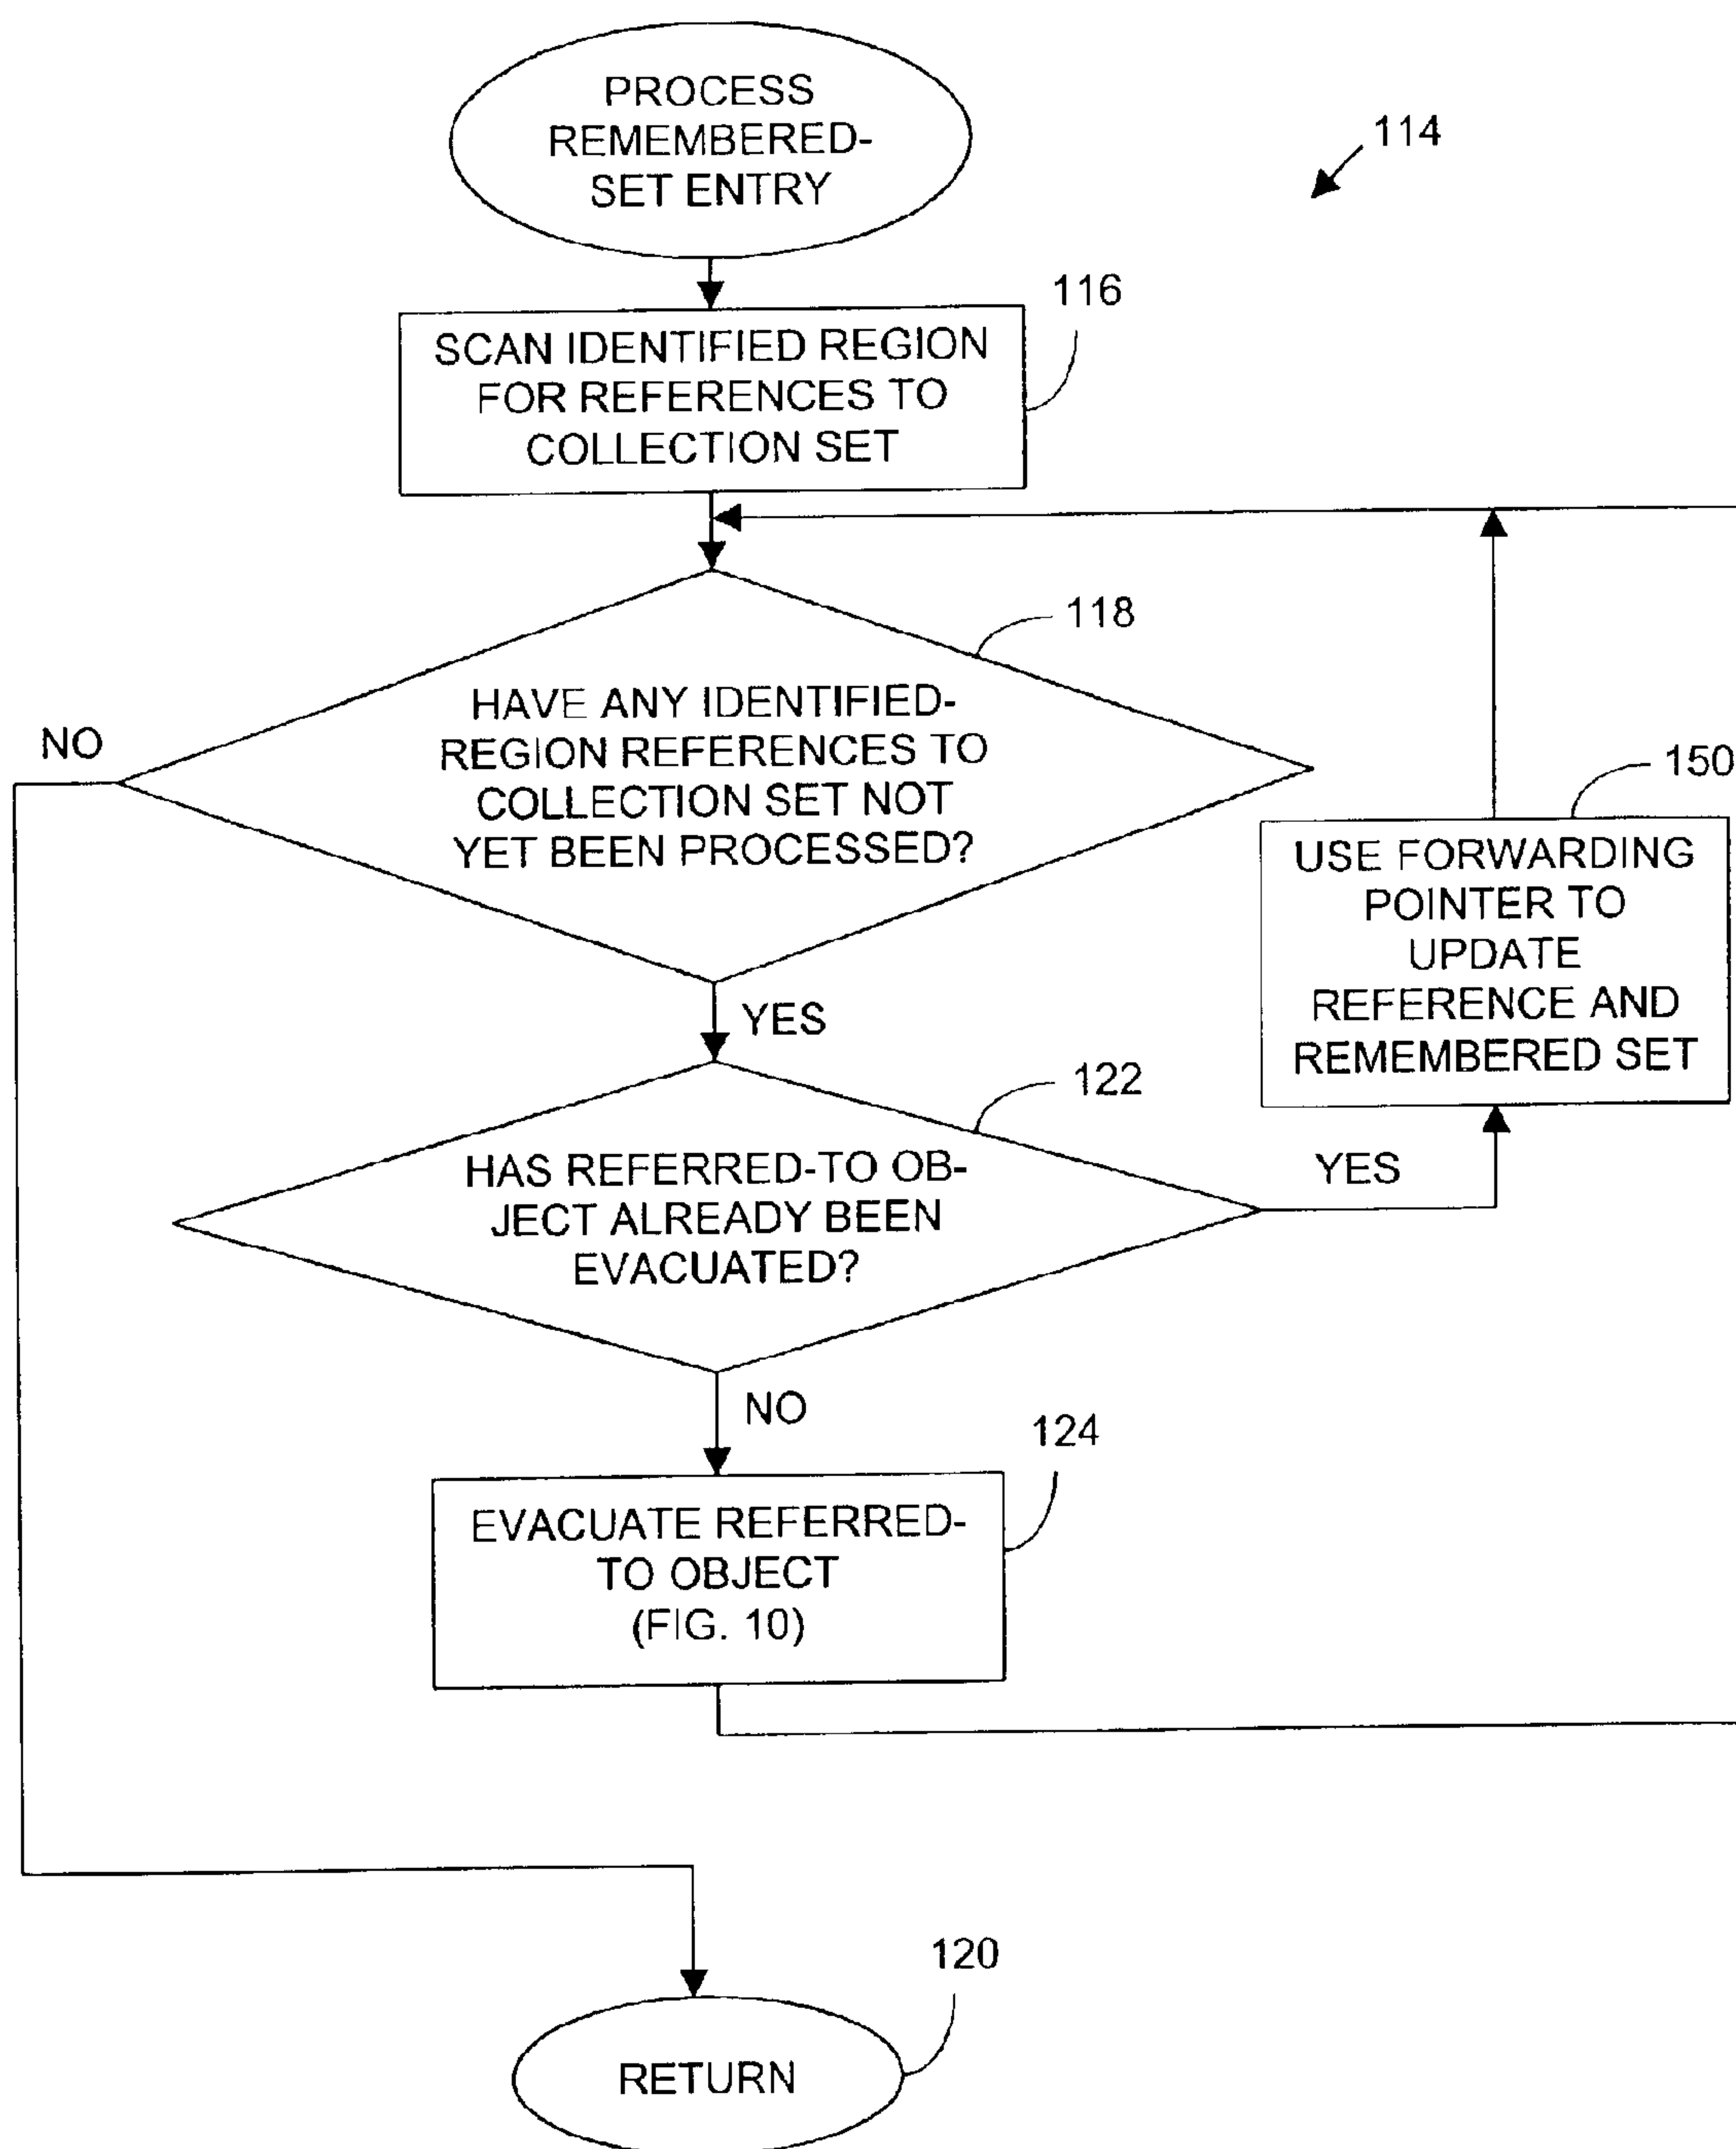 PROCESS
REMEMBERED-
SET ENTRY
114
116
SCAN IDENTIFIED REGION
FOR REFERENCES TO
COLLECTION SET
118
HAVE ANY IDENTIFIED-
REGION REFERENCES TO
COLLECTION SET NOT
YET BEEN PROCESSED?
NO
150
USE FORWARDING
POINTER TO
UPDATE
REFERENCE AND
REMEMBERED SET
YES
122
HAS REFERRED-TO OB-
JECT ALREADY BEEN
EVACUATED?
YES
NO
124
EVACUATE REFERRED-
TO OBJECT
(FIG. 10)
120
RETURN